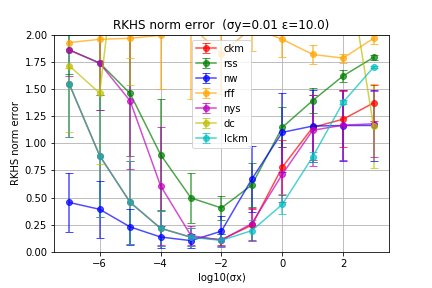 RKHS norm error (σy=0.01 ε=10.0)
RKHS norm error
2.00
1.75
1.50
1.25
1.00
0.75
0.50
0.25
0.00
ckm
rss
nw
rff
nys
dc
lckm
−6
−4
−2
0
2
log10(σx)